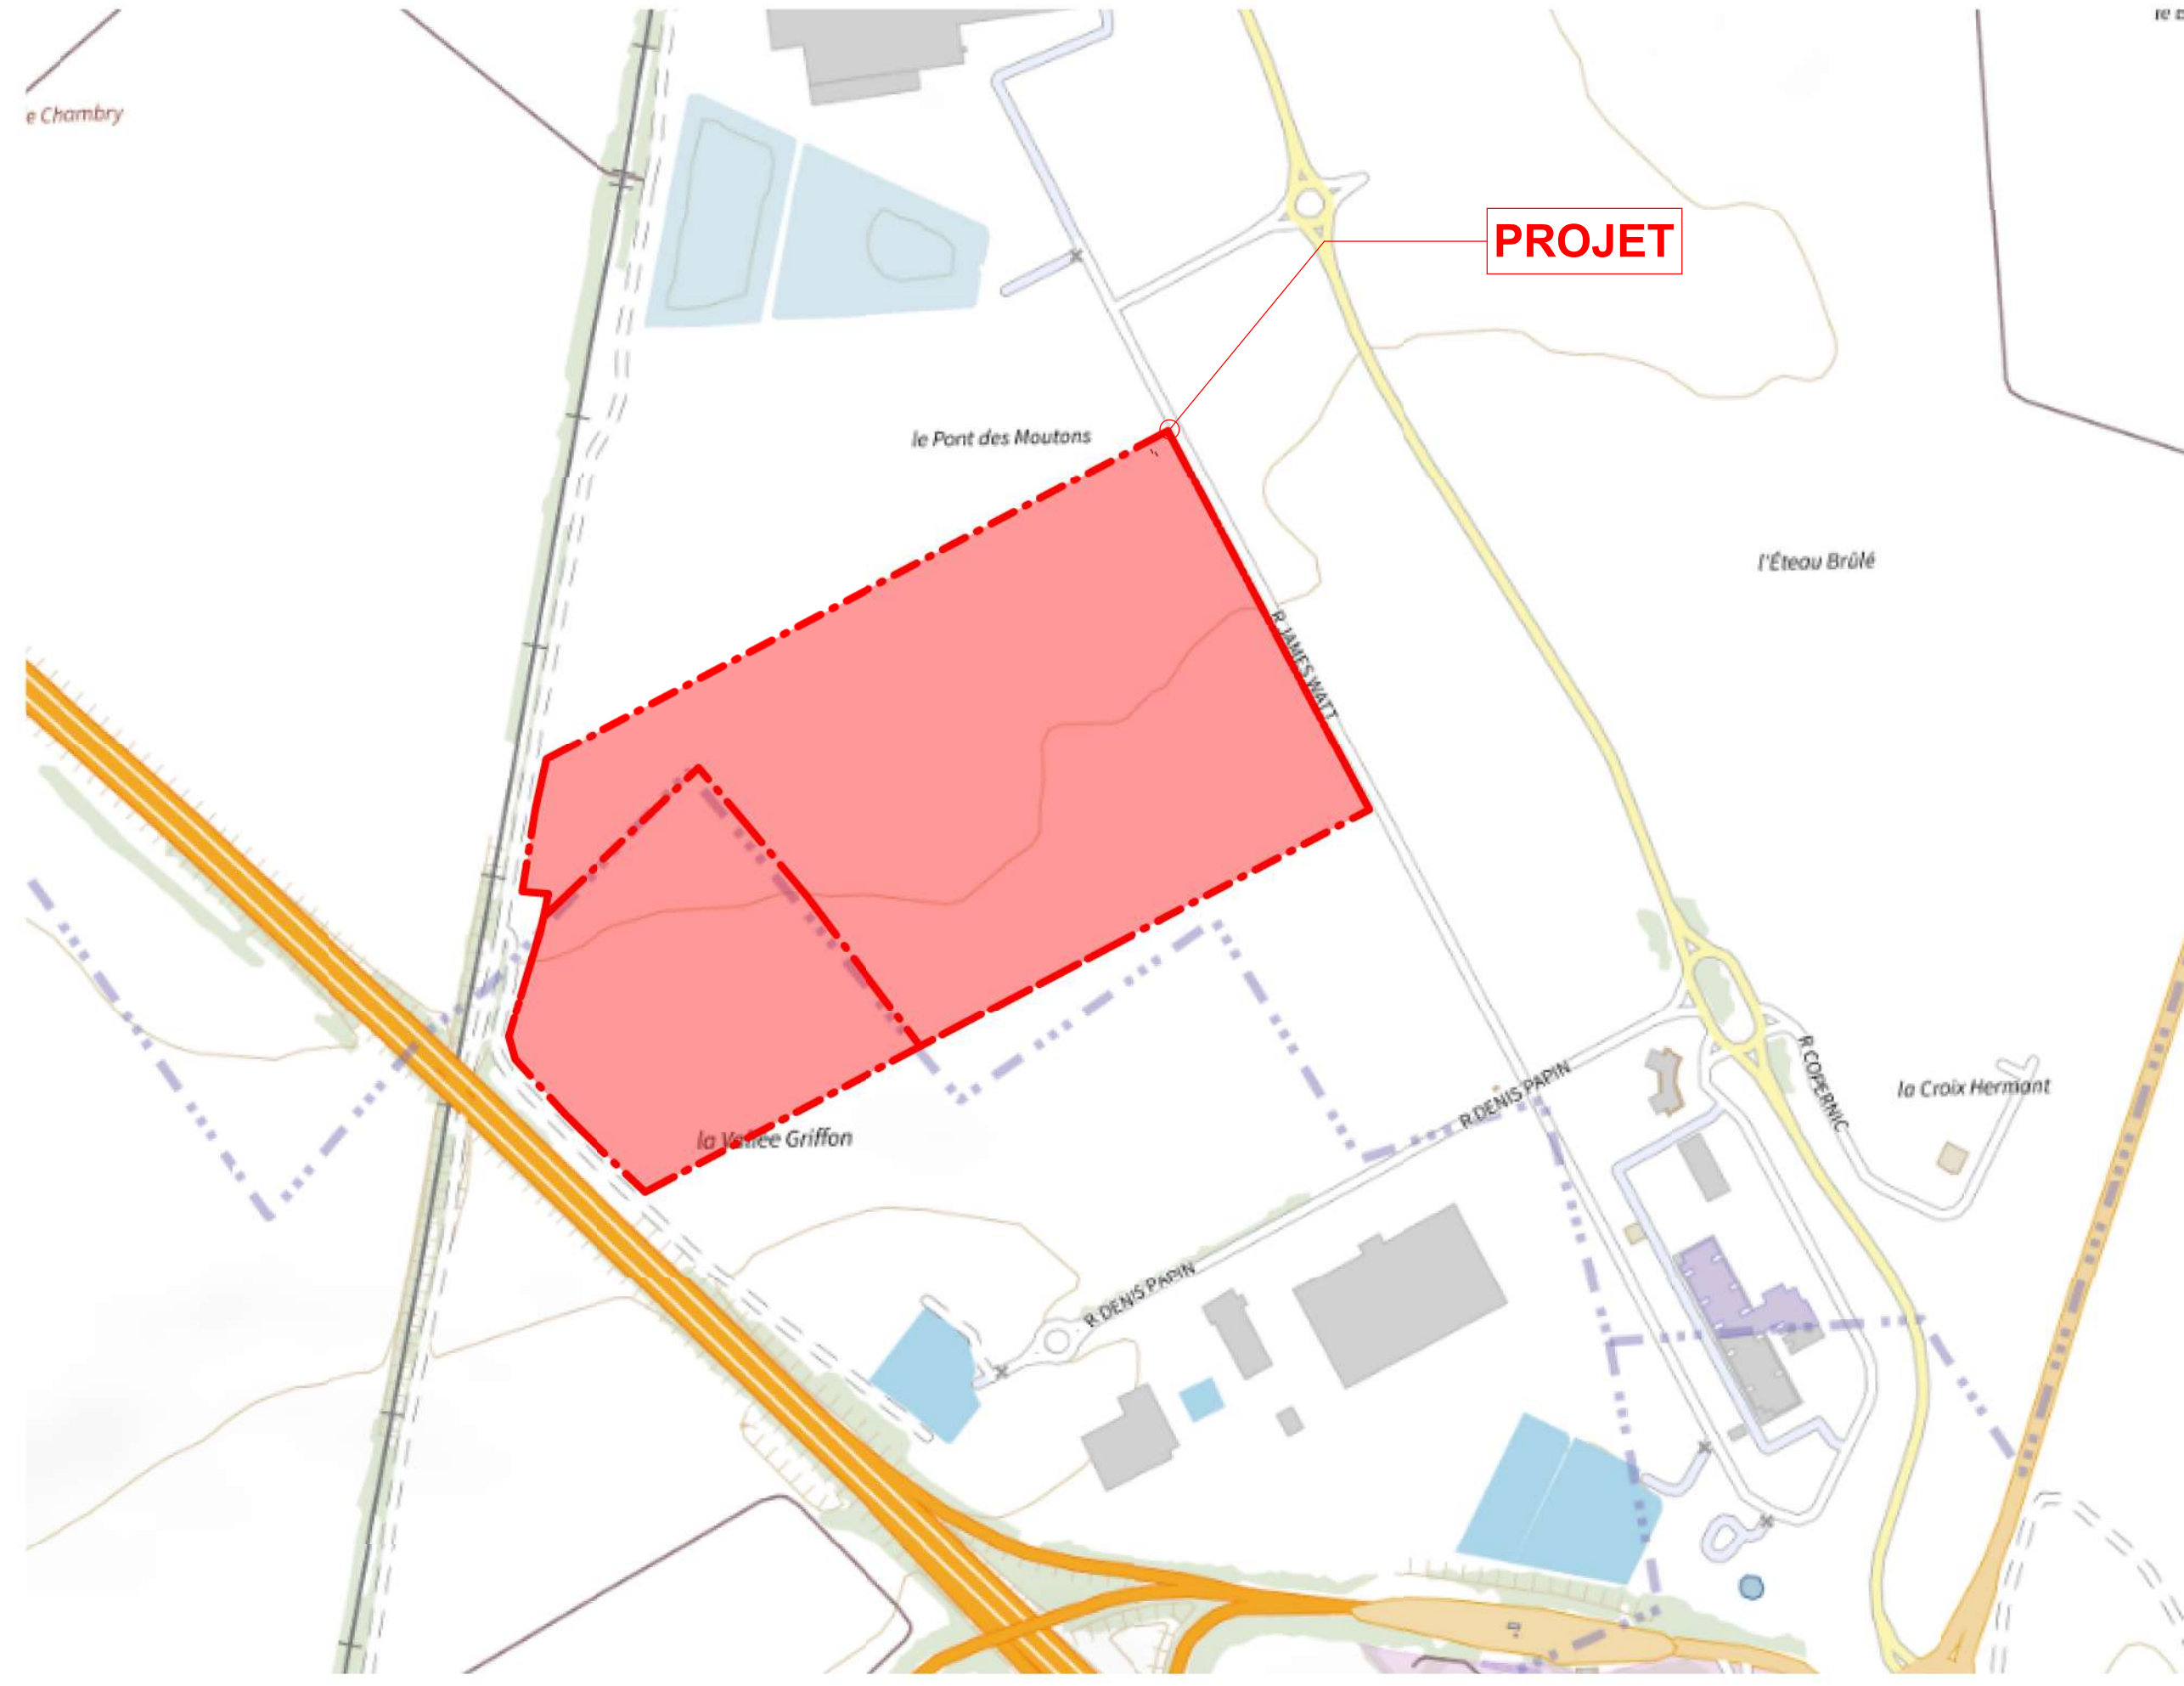 e Chambry
PROJET
le Pont des Moutons
l'Éteau Brûlé
R JAMES WATT
la Vallée Griffon
R DENIS PAPIN
R COPERNIC
la Croix Hermant
R DENIS PAPIN